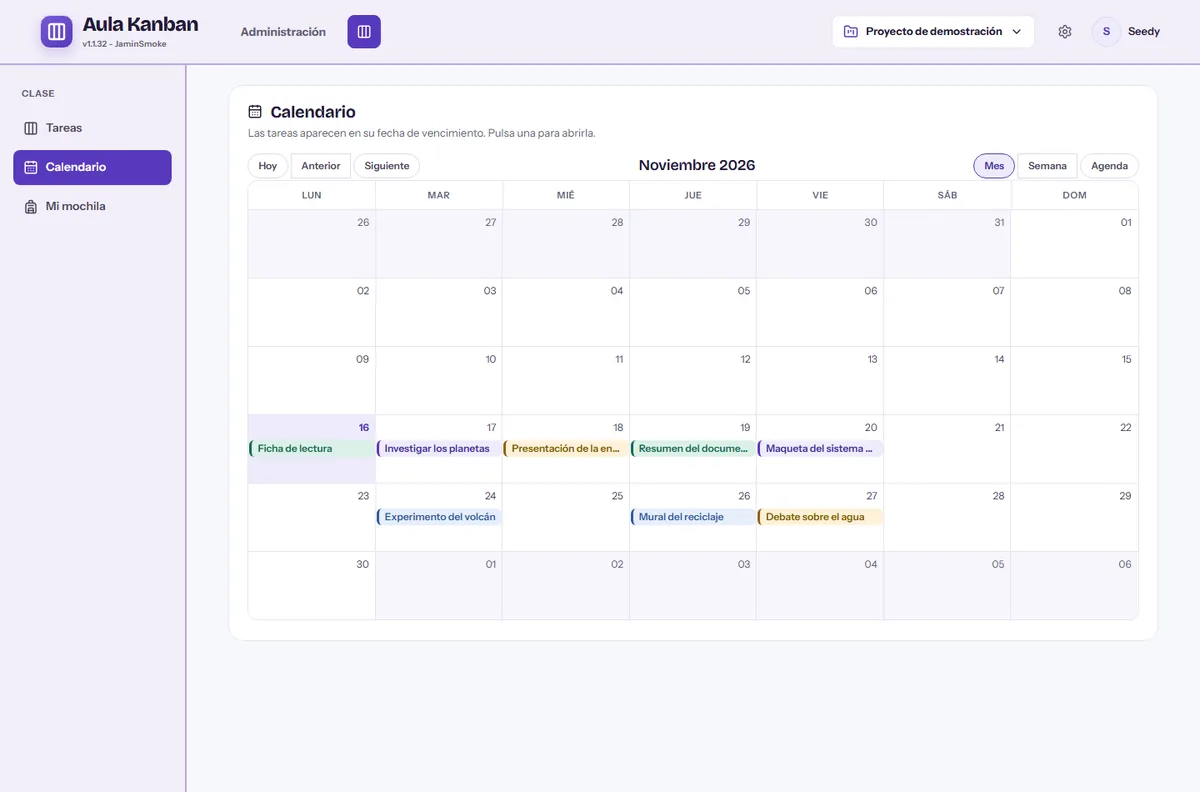 Aula Kanban
v1.1.32 - JaminSmoke
Administración
Proyecto de demostración
S
Seedy
CLASE
Tareas
Calendario
Mi mochila
Calendario
Las tareas aparecen en su fecha de vencimiento. Pulsa una para abrirla.
Hoy Anterior Siguiente
Noviembre 2026
Mes Semana Agenda
LUN MAR MIÉ JUE VIE SÁB DOM
26 27 28 29 30 31 01
02 03 04 05 06 07 08
09 10 11 12 13 14 15
16 17 18 19 20 21 22
Ficha de lectura Investigar los planetas Presentación de la en... Resumen del docume... Maqueta del sistema ...
23 24 25 26 27 28 29
Experimento del volcán Mural del reciclaje Debate sobre el agua
30 01 02 03 04 05 06